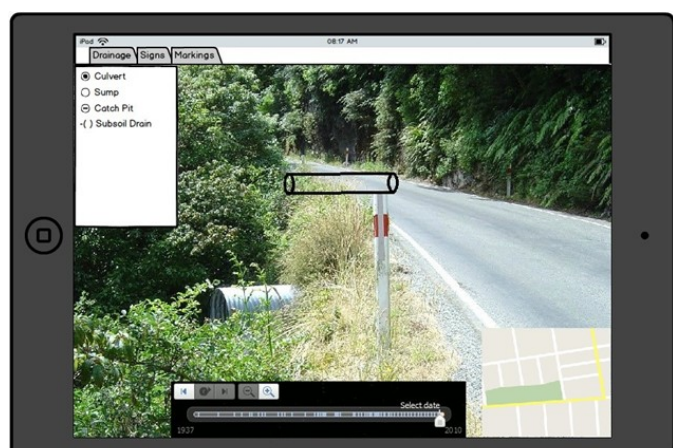 iPod 08:17 AM
Drainage Signs Markings
Culvert
Sump
Catch Pit
-( ) Subsoil Drain
Select date
1937 2010